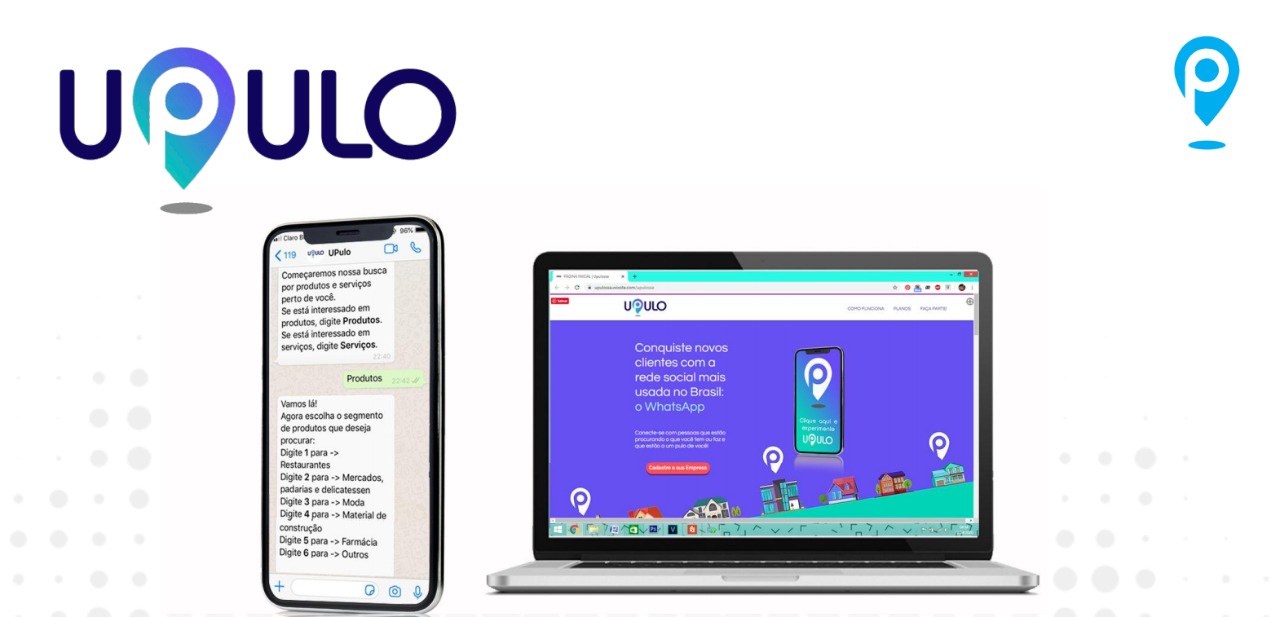 UPULO
Claro B
96%
119 UPULO UPulo
Começaremos nossa busca
por produtos e serviços
perto de você.
Se está interessado em
produtos, digite Produtos.
Se está interessado em
serviços, digite Serviços.
22:40
Produtos 22:42
Vamos lá!
Agora escolha o segmento
de produtos que deseja
procurar:
Digite 1 para ->
Restaurantes
Digite 2 para -> Mercados,
padarias e delicatessen
Digite 3 para -> Moda
Digite 4 para -> Material de
construção
Digite 5 para -> Farmácia
Digite 6 para -> Outros
UPULO
COMO FUNCIONA PLANOS FAÇA PARTE!
Conquiste novos
clientes com a
rede social mais
usada no Brasil:
o WhatsApp
Conecte-se com pessoas que estão
procurando o que você tem ou faz e
que estão a um pulo de você!
Cadastre a sua Empresa
Clique aqui e
experimente
UPULO